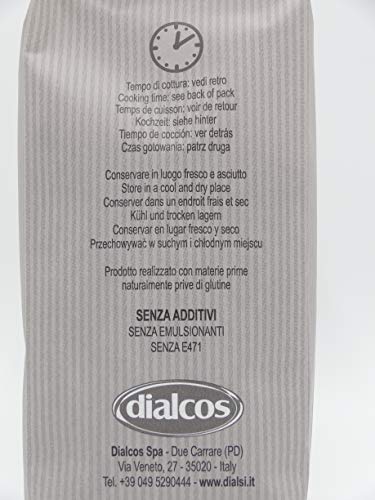 Tempo di cottura: vedi retro
Cooking time: see back of pack
Temps de cuisson: voir de retour
Kochzeit: siehe hinter
Tiempo de cocción: ver detrás
Czas gotowania: patrz druga
Conservare in luogo fresco e asciutto
Store in a cool and dry place
Conserver dans un endroit frais et sec
Kühl und trocken lagern
Conservar en lugar fresco y seco
Przechowywać w suchym i chłodnym miejscu
Prodotto realizzato con materie prime
naturalmente prive di glutine
SENZA ADDITIVI
SENZA EMULSIONANTI
SENZA E471
dialcos
Dialcos Spa - Due Carrare (PD)
Via Veneto, 27 - 35020 - Italy
Tel. +39 049 5290444 - www.dialsi.it